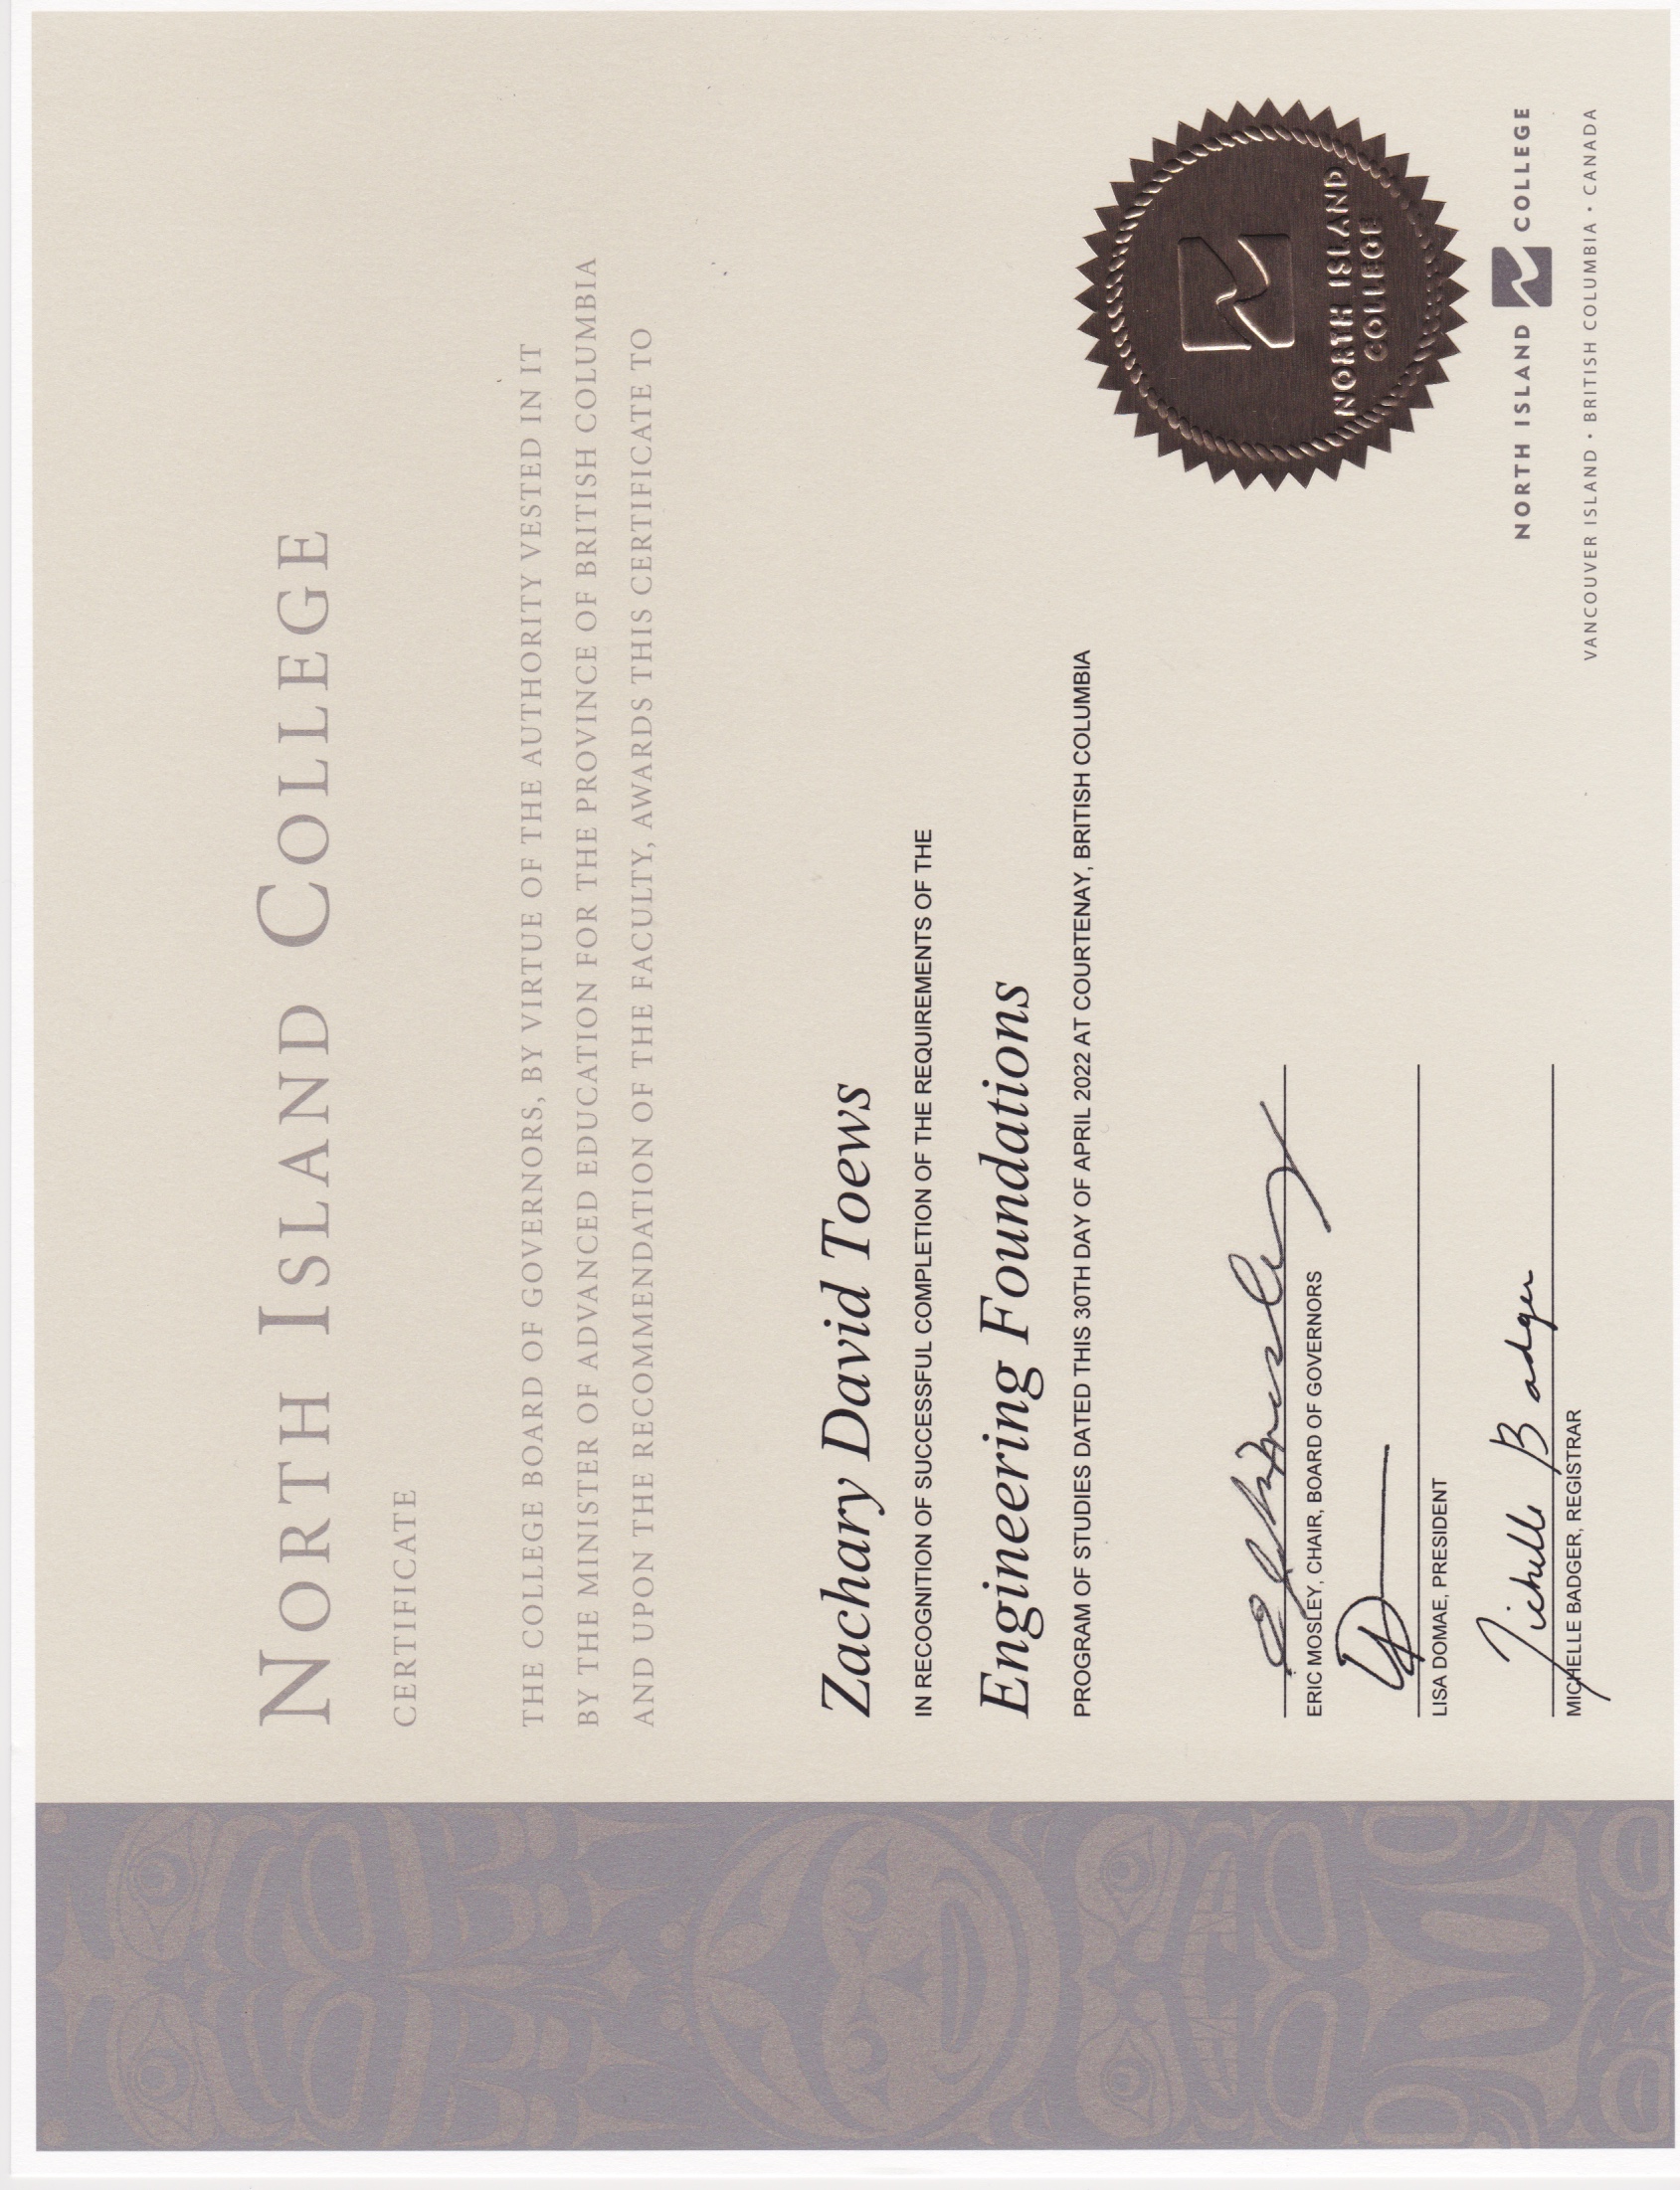 NORTH ISLAND COLLEGE
CERTIFICATE
THE COLLEGE BOARD OF GOVERNORS, BY VIRTUE OF THE AUTHORITY VESTED IN IT
BY THE MINISTER OF ADVANCED EDUCATION FOR THE PROVINCE OF BRITISH COLUMBIA
AND UPON THE RECOMMENDATION OF THE FACULTY, AWARDS THIS CERTIFICATE TO
Zachary David Toews
IN RECOGNITION OF SUCCESSFUL COMPLETION OF THE REQUIREMENTS OF THE
Engineering Foundations
PROGRAM OF STUDIES DATED THIS 30TH DAY OF APRIL 2022 AT COURTENAY, BRITISH COLUMBIA
ERIC MOSLEY, CHAIR, BOARD OF GOVERNORS
LISA DOMAE, PRESIDENT
Michelle Badger
MICHELLE BADGER, REGISTRAR
NORTH ISLAND
COLLEGE
NORTH ISLAND COLLEGE
VANCOUVER ISLAND • BRITISH COLUMBIA • CANADA